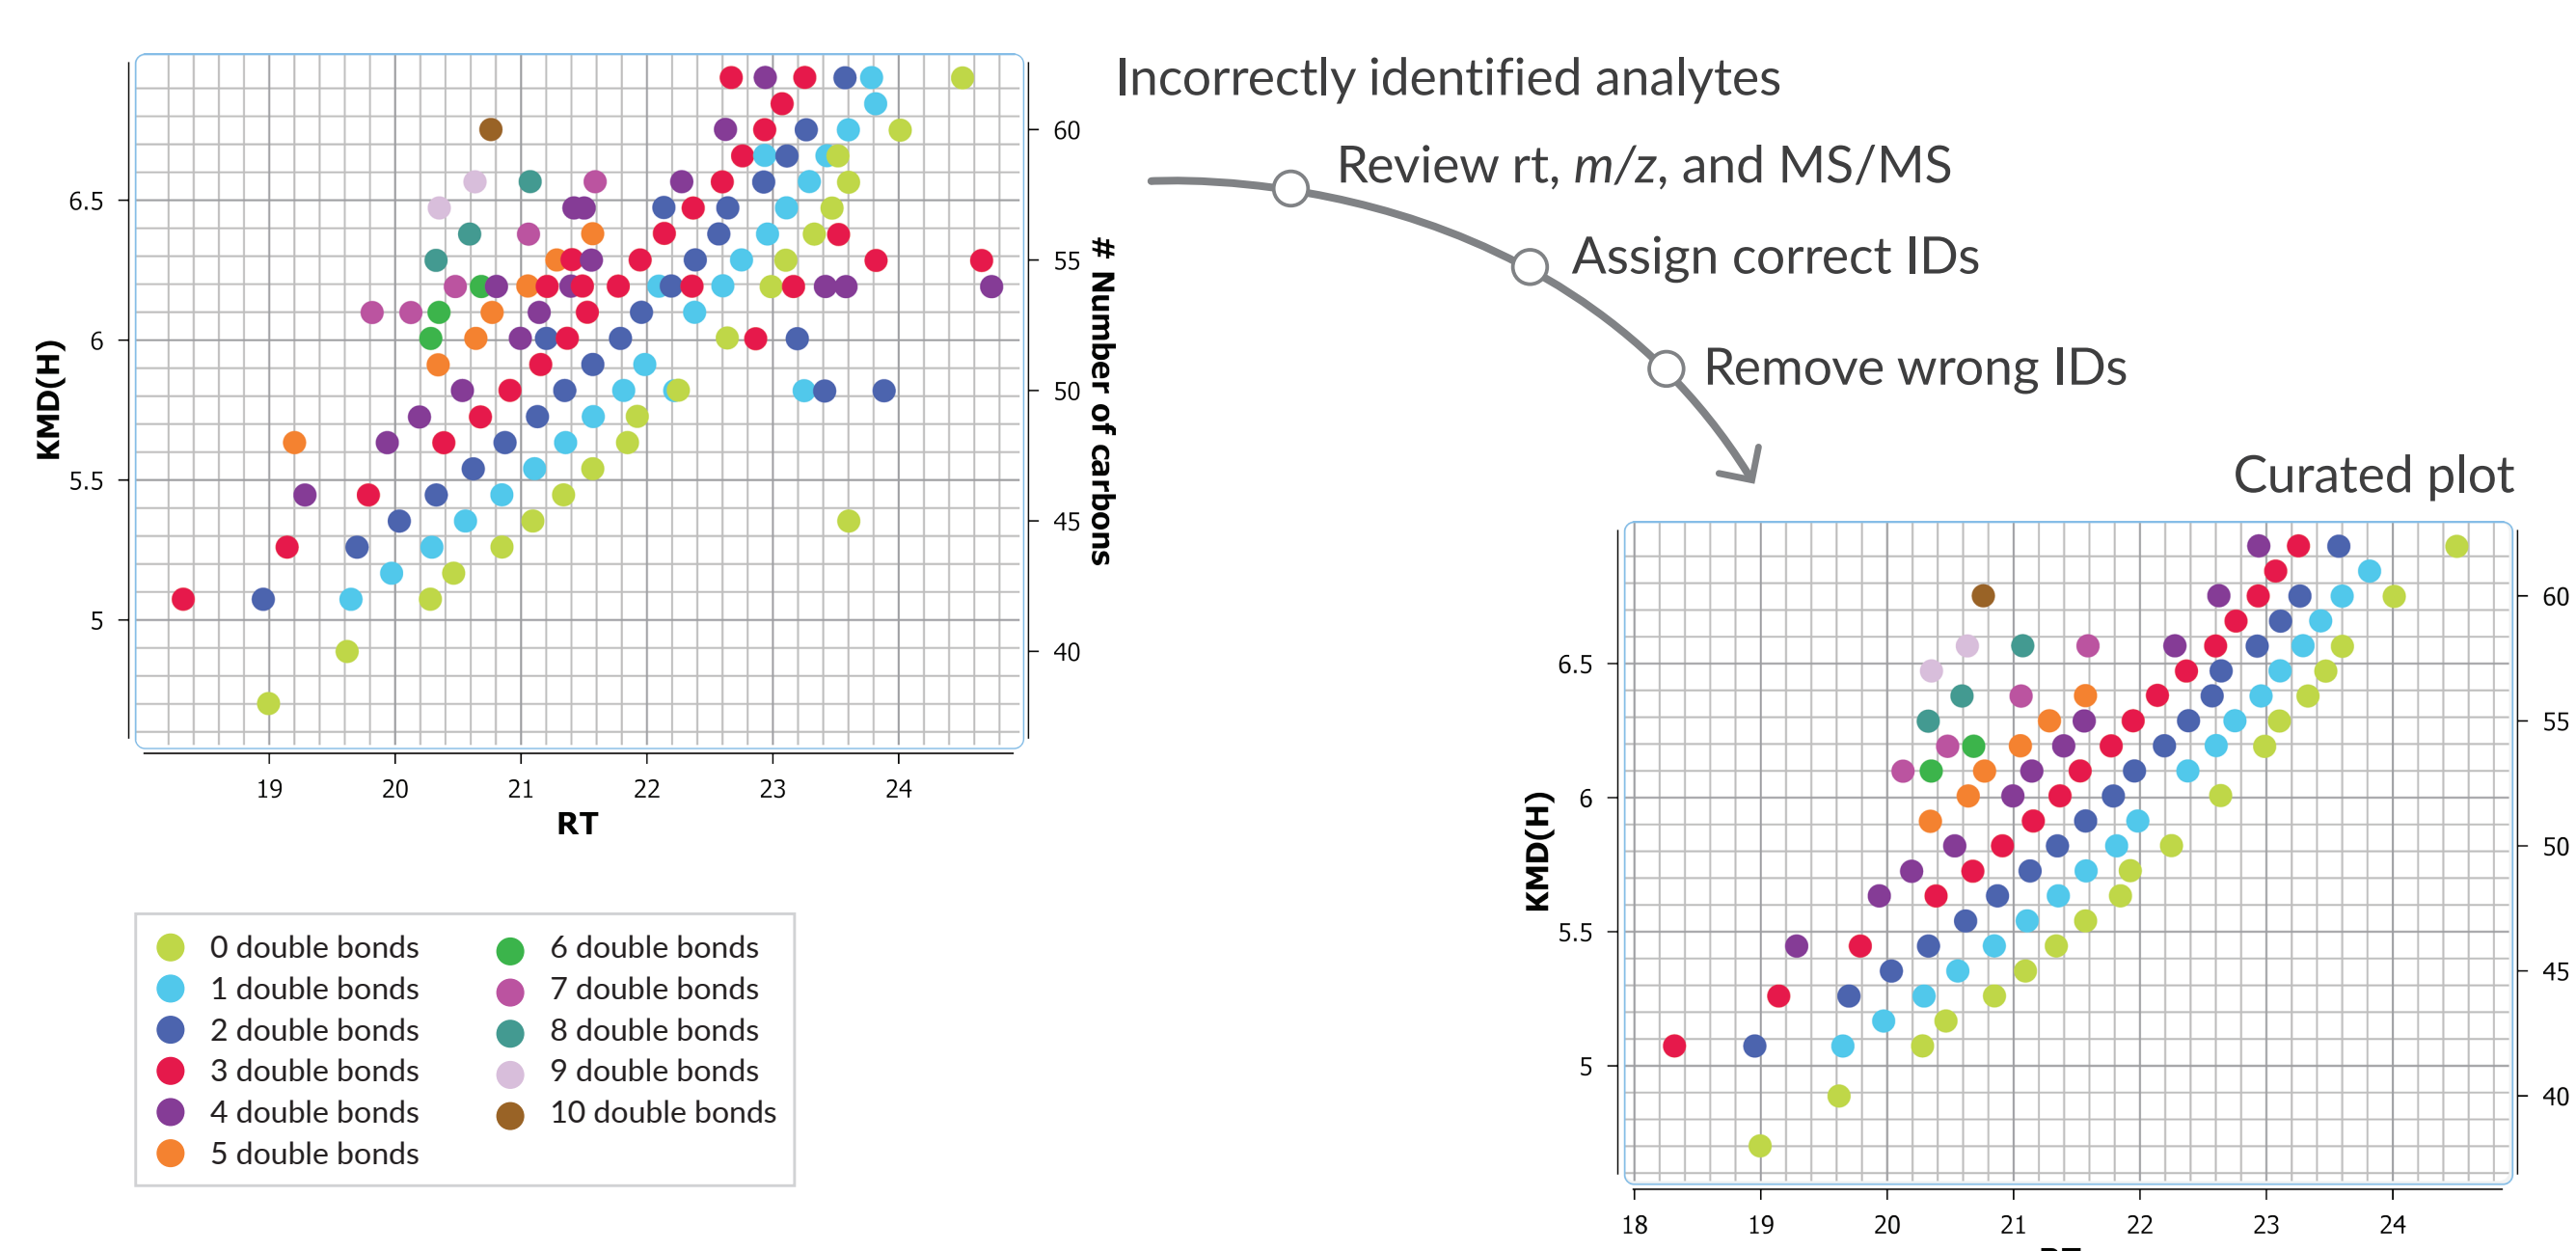 Incorrectly identified analytes
Review rt, m/z, and MS/MS
Assign correct IDs
Remove wrong IDs
Curated plot
KMD(H)
6.5
6
5.5
5
60
55
50
45
40
# Number of carbons
19 20 21 22 23 24
RT
0 double bonds
1 double bonds
2 double bonds
3 double bonds
4 double bonds
5 double bonds
6 double bonds
7 double bonds
8 double bonds
9 double bonds
10 double bonds
KMD(H)
6.5
6
5.5
5
60
55
50
45
40
18 19 20 21 22 23 24